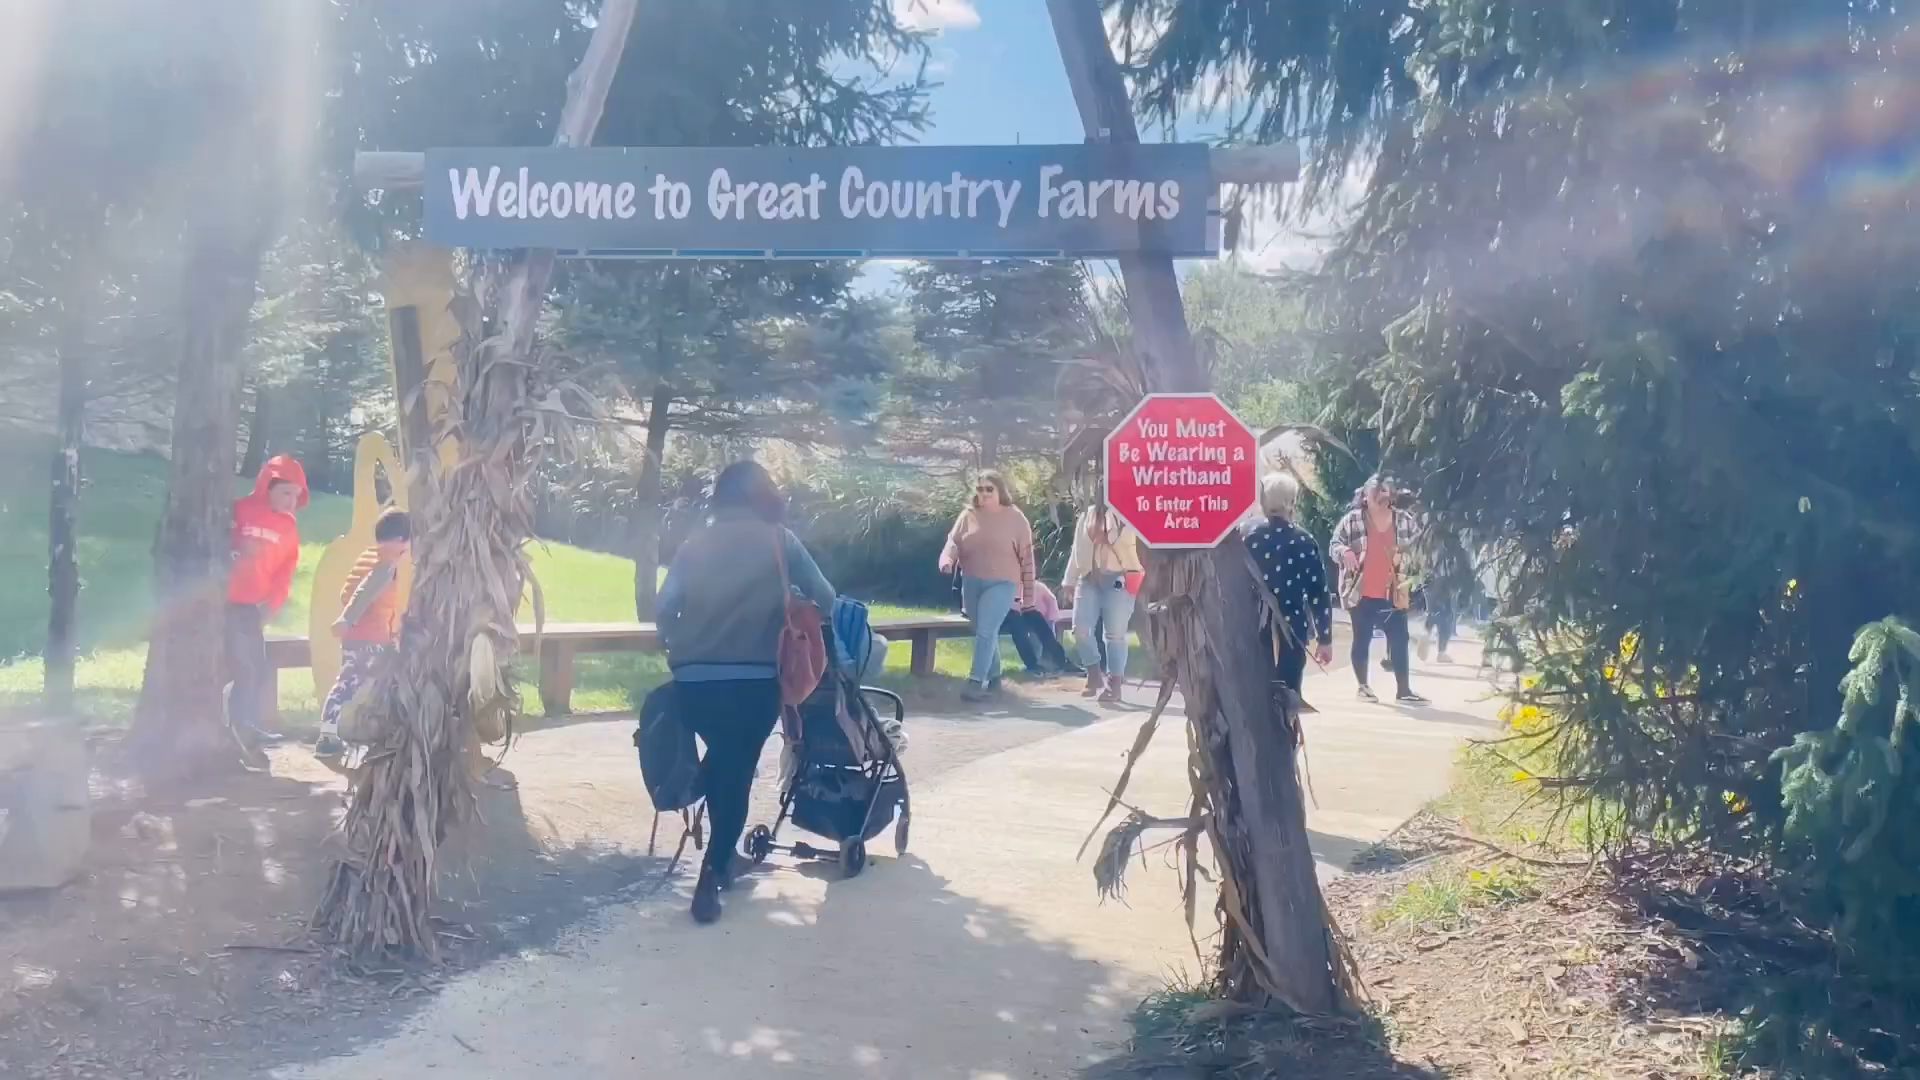 Welcome to Great Country Farms
You Must
Be Wearing a
Wristband
To Enter This
Area